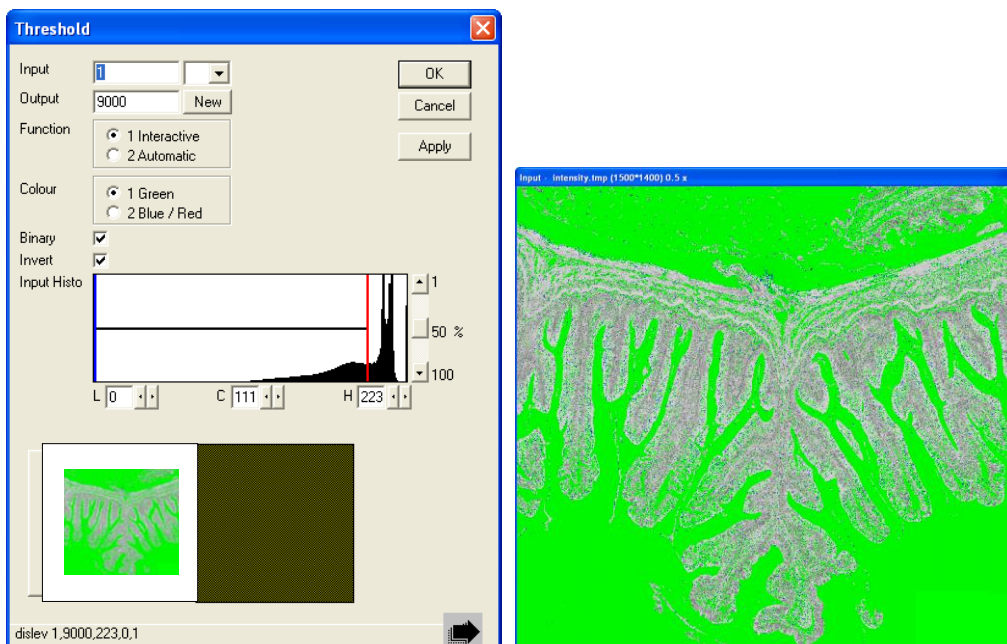 Threshold
Input 1
OK
Output 9000 New
Cancel
Function
1 Interactive
2 Automatic
Apply
Colour
1 Green
2 Blue / Red
Binary
Invert
Input Histo
1
50 %
100
L 0 C 111 H 223
dislev 1,9000,223,0,1
Input - intensity.tmp (1500*1400) 0.5 x